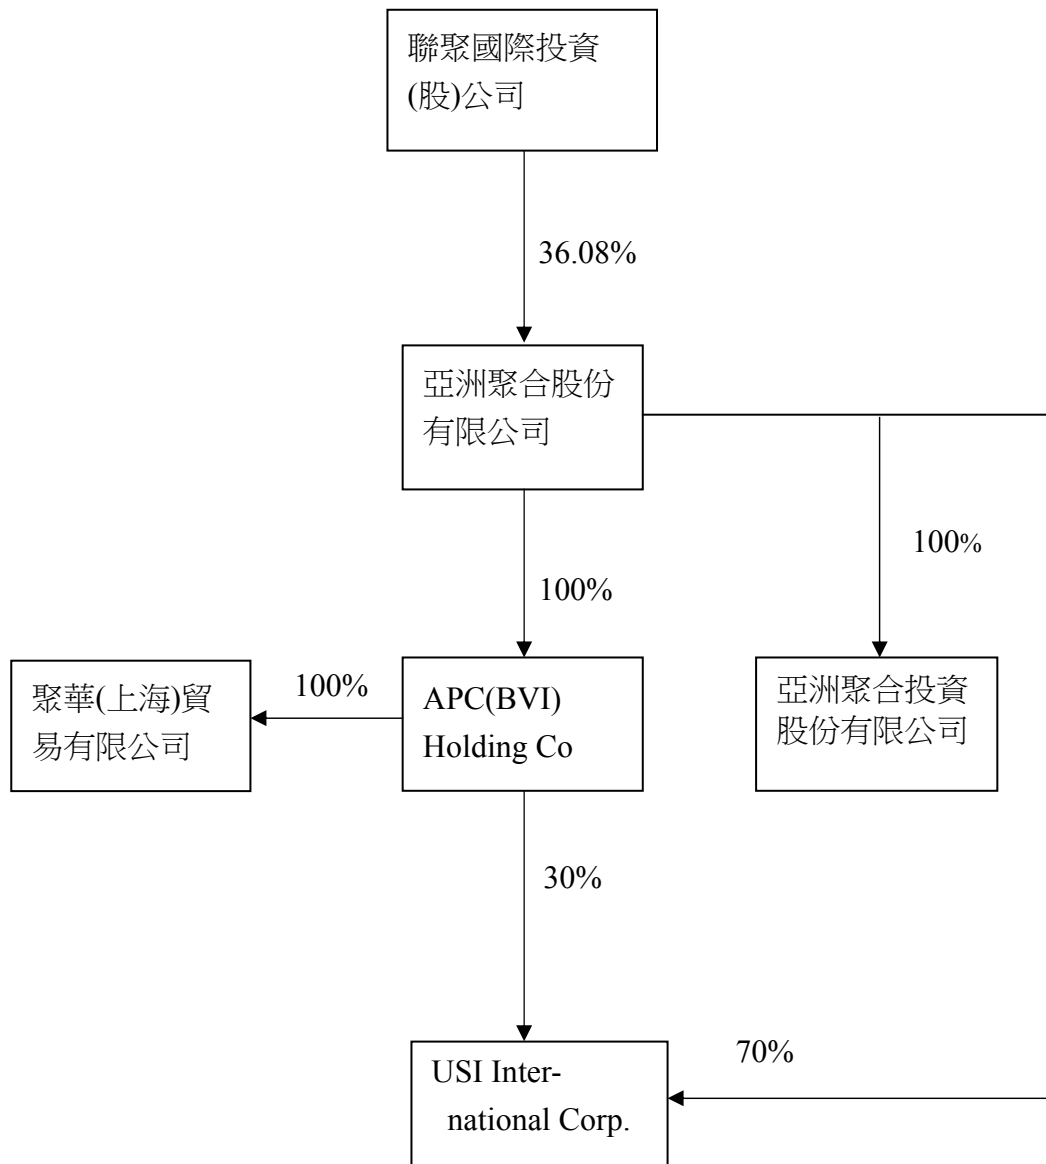 聯聚國際投資
(股)公司
36.08%
亞洲聚合股份
有限公司
100%
100%
聚華(上海)貿
易有限公司
100%
APC(BVI)
Holding Co
亞洲聚合投資
股份有限公司
30%
70%
USI Inter-
national Corp.